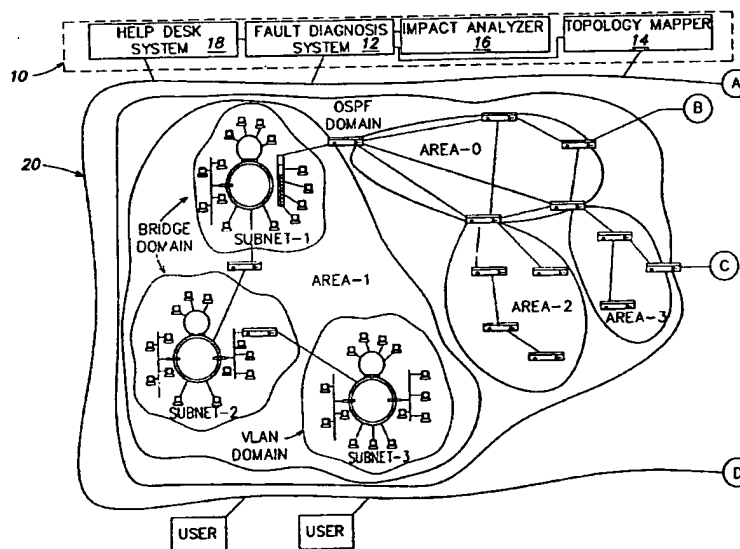 HELP DESK
SYSTEM 18
FAULT DIAGNOSIS
SYSTEM 12
IMPACT ANALYZER
16
TOPOLOGY MAPPER
14
10
A
OSPF
DOMAIN
B
AREA-0
20
SUBNET-1
BRIDGE
DOMAIN
AREA-1
C
AREA-2
AREA-3
SUBNET-2
VLAN
DOMAIN
SUBNET-3
D
USER
USER